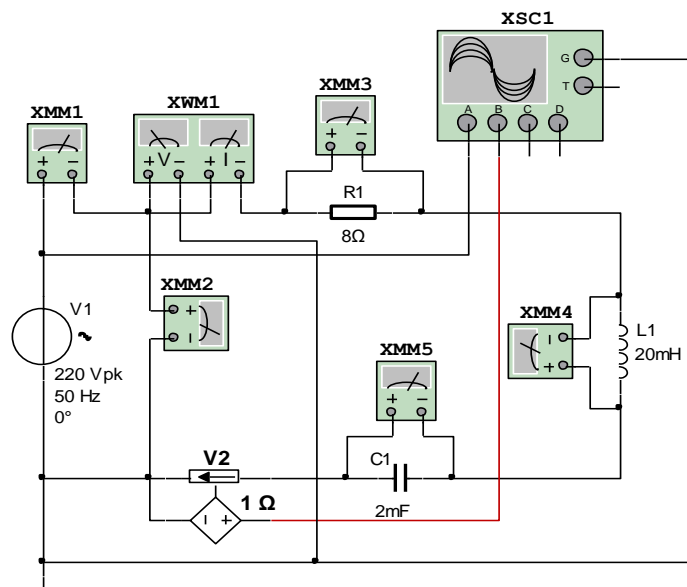 XSC1
G
T
A B C D
XMM1
XWM1
XMM3
+ −
+ V − + I −
+ −
R1
8Ω
V1
220 Vpk
50 Hz
0°
XMM2
+
I
XMM4
I
+
L1
20mH
XMM5
+ −
V2
C1
1 Ω
− +
2mF